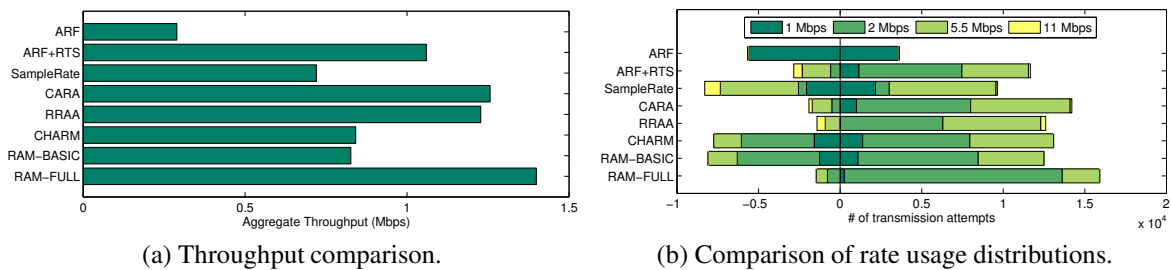 ARF
ARF+RTS
SampleRate
CARA
RRAA
CHARM
RAM-BASIC
RAM-FULL
0 0.5 1 1.5
Aggregate Throughput (Mbps)
(a) Throughput comparison.
1 Mbps 2 Mbps 5.5 Mbps 11 Mbps
ARF
ARF+RTS
SampleRate
CARA
RRAA
CHARM
RAM-BASIC
RAM-FULL
-1 -0.5 0 0.5 1 1.5 2
# of transmission attempts
x 10^4
(b) Comparison of rate usage distributions.